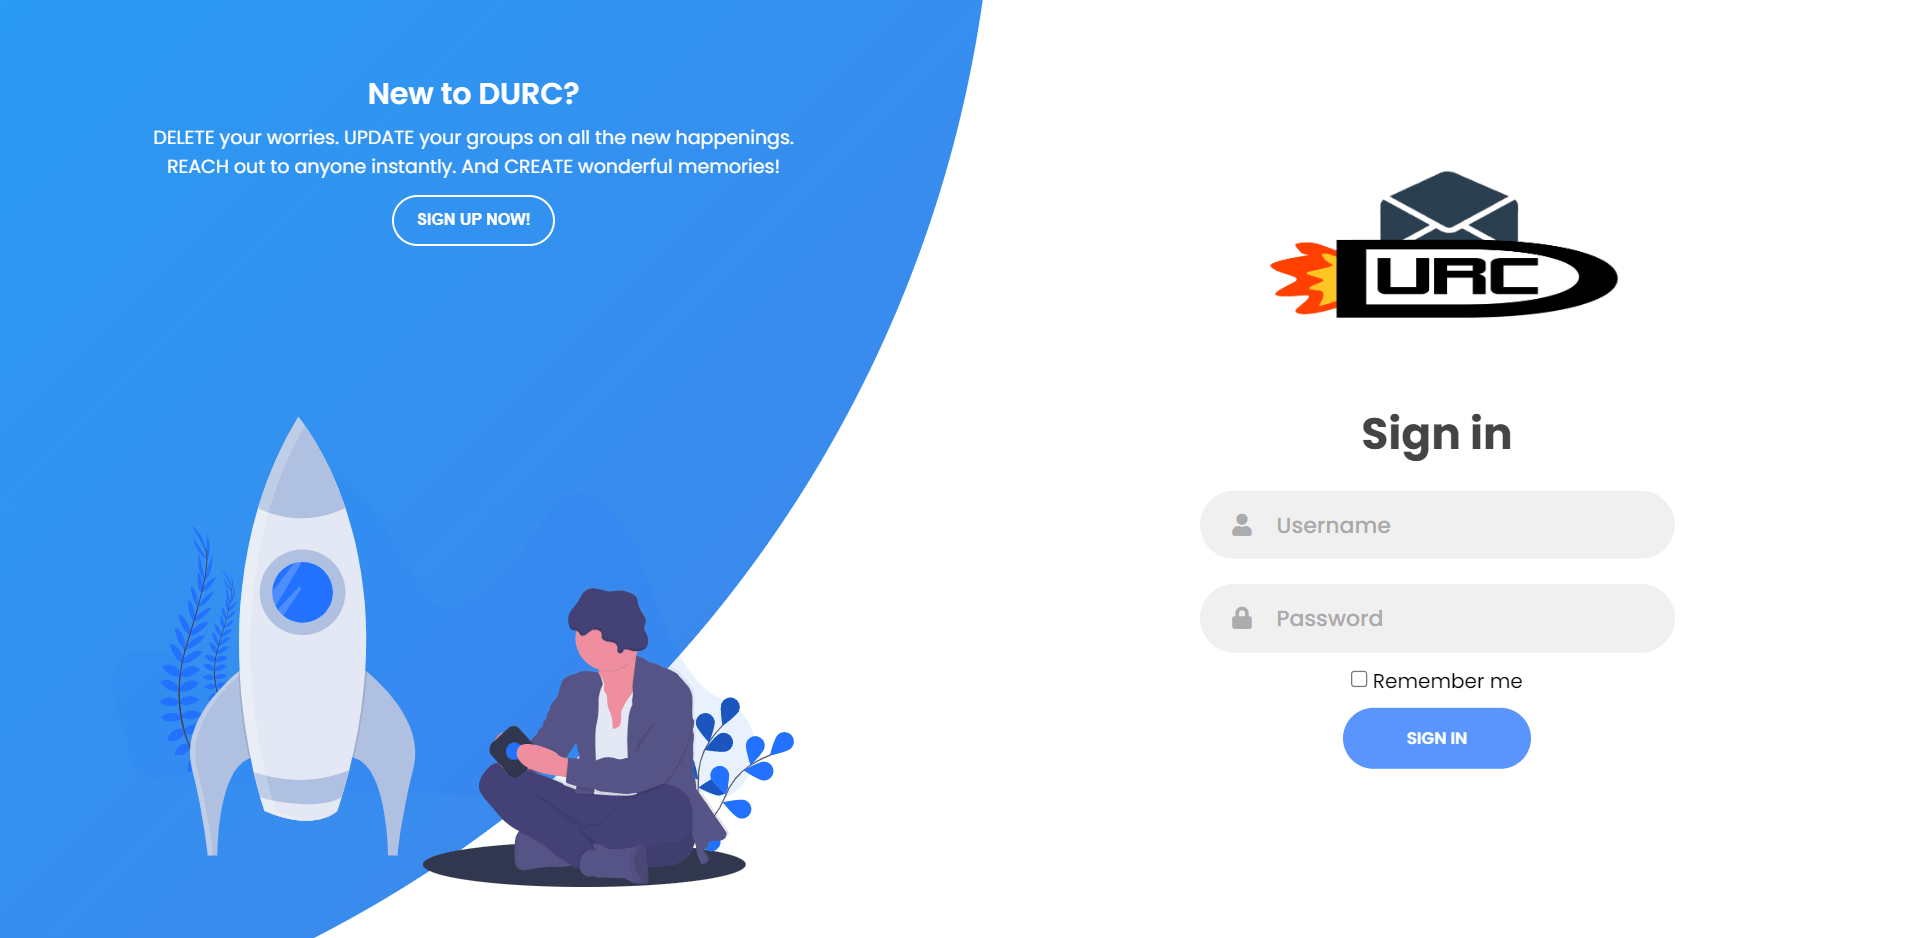 New to DURC?
DELETE your worries. UPDATE your groups on all the new happenings.
REACH out to anyone instantly. And CREATE wonderful memories!
SIGN UP NOW!
DURC
Sign in
Username
Password
Remember me
SIGN IN